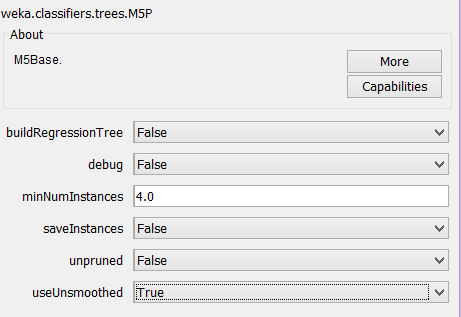 weka.classifiers.trees.M5P
About
M5Base.
More
Capabilities
buildRegressionTree False
debug False
minNumInstances 4.0
saveInstances False
unpruned False
useUnsmoothed True